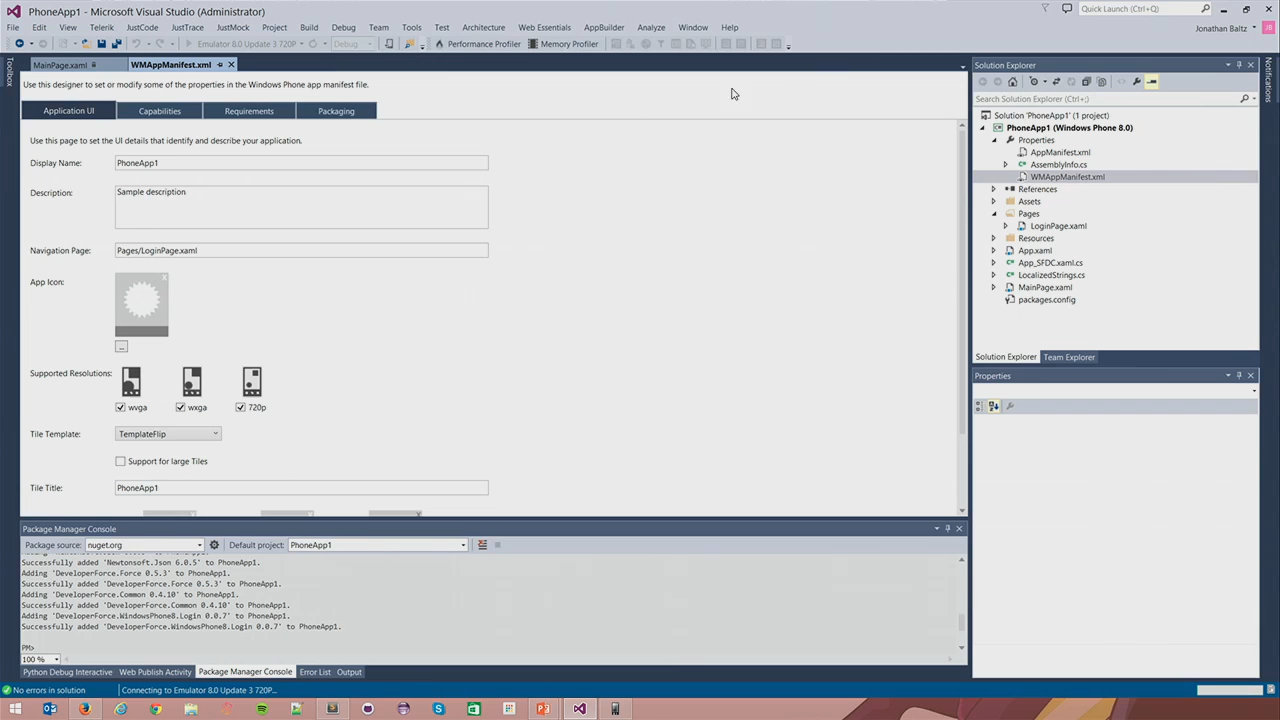 PhoneApp1 - Microsoft Visual Studio (Administrator)
Quick Launch (Ctrl+;)
File Edit View Telerik JustCode JustTrace JustMock Project Build Debug Team Tools Test Architecture Web Essentials AppBuilder Analyze Window Help
Jonathan Baltz
JB
Emulator 8.0 Update 3 720P Debug Performance Profiler Memory Profiler
Toolbox
MainPage.xaml WMAppManifest.xml
Use this designer to set or modify some of the properties in the Windows Phone app manifest file.
Application UI Capabilities Requirements Packaging
Use this page to set the UI details that identify and describe your application.
Display Name: PhoneApp1
Description: Sample description
Navigation Page: Pages/LoginPage.xaml
App Icon:
X
...
Supported Resolutions:
wvga wxga 720p
Tile Template: TemplateFlip
Support for large Tiles
Tile Title: PhoneApp1
Package Manager Console
Package source: nuget.org Default project: PhoneApp1
Successfully added 'Newtonsoft.Json 6.0.5' to PhoneApp1.
Adding 'DeveloperForce.Force 0.5.3' to PhoneApp1.
Successfully added 'DeveloperForce.Force 0.5.3' to PhoneApp1.
Adding 'DeveloperForce.Common 0.4.10' to PhoneApp1.
Successfully added 'DeveloperForce.Common 0.4.10' to PhoneApp1.
Adding 'DeveloperForce.WindowsPhone8.Login 0.0.7' to PhoneApp1.
Successfully added 'DeveloperForce.WindowsPhone8.Login 0.0.7' to PhoneApp1.
PM>
100 %
Python Debug Interactive Web Publish Activity Package Manager Console Error List Output
No errors in solution Connecting to Emulator 8.0 Update 3 720P...
Solution Explorer
Search Solution Explorer (Ctrl+;)
Solution 'PhoneApp1' (1 project)
PhoneApp1 (Windows Phone 8.0)
Properties
AppManifest.xml
AssemblyInfo.cs
WMAppManifest.xml
References
Assets
Pages
LoginPage.xaml
Resources
App.xaml
App_SFDC.xaml.cs
LocalizedStrings.cs
MainPage.xaml
packages.config
Solution Explorer Team Explorer
Properties
Notifications